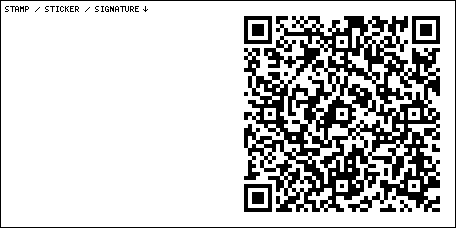 STAMP / STICKER / SIGNATURE ↓